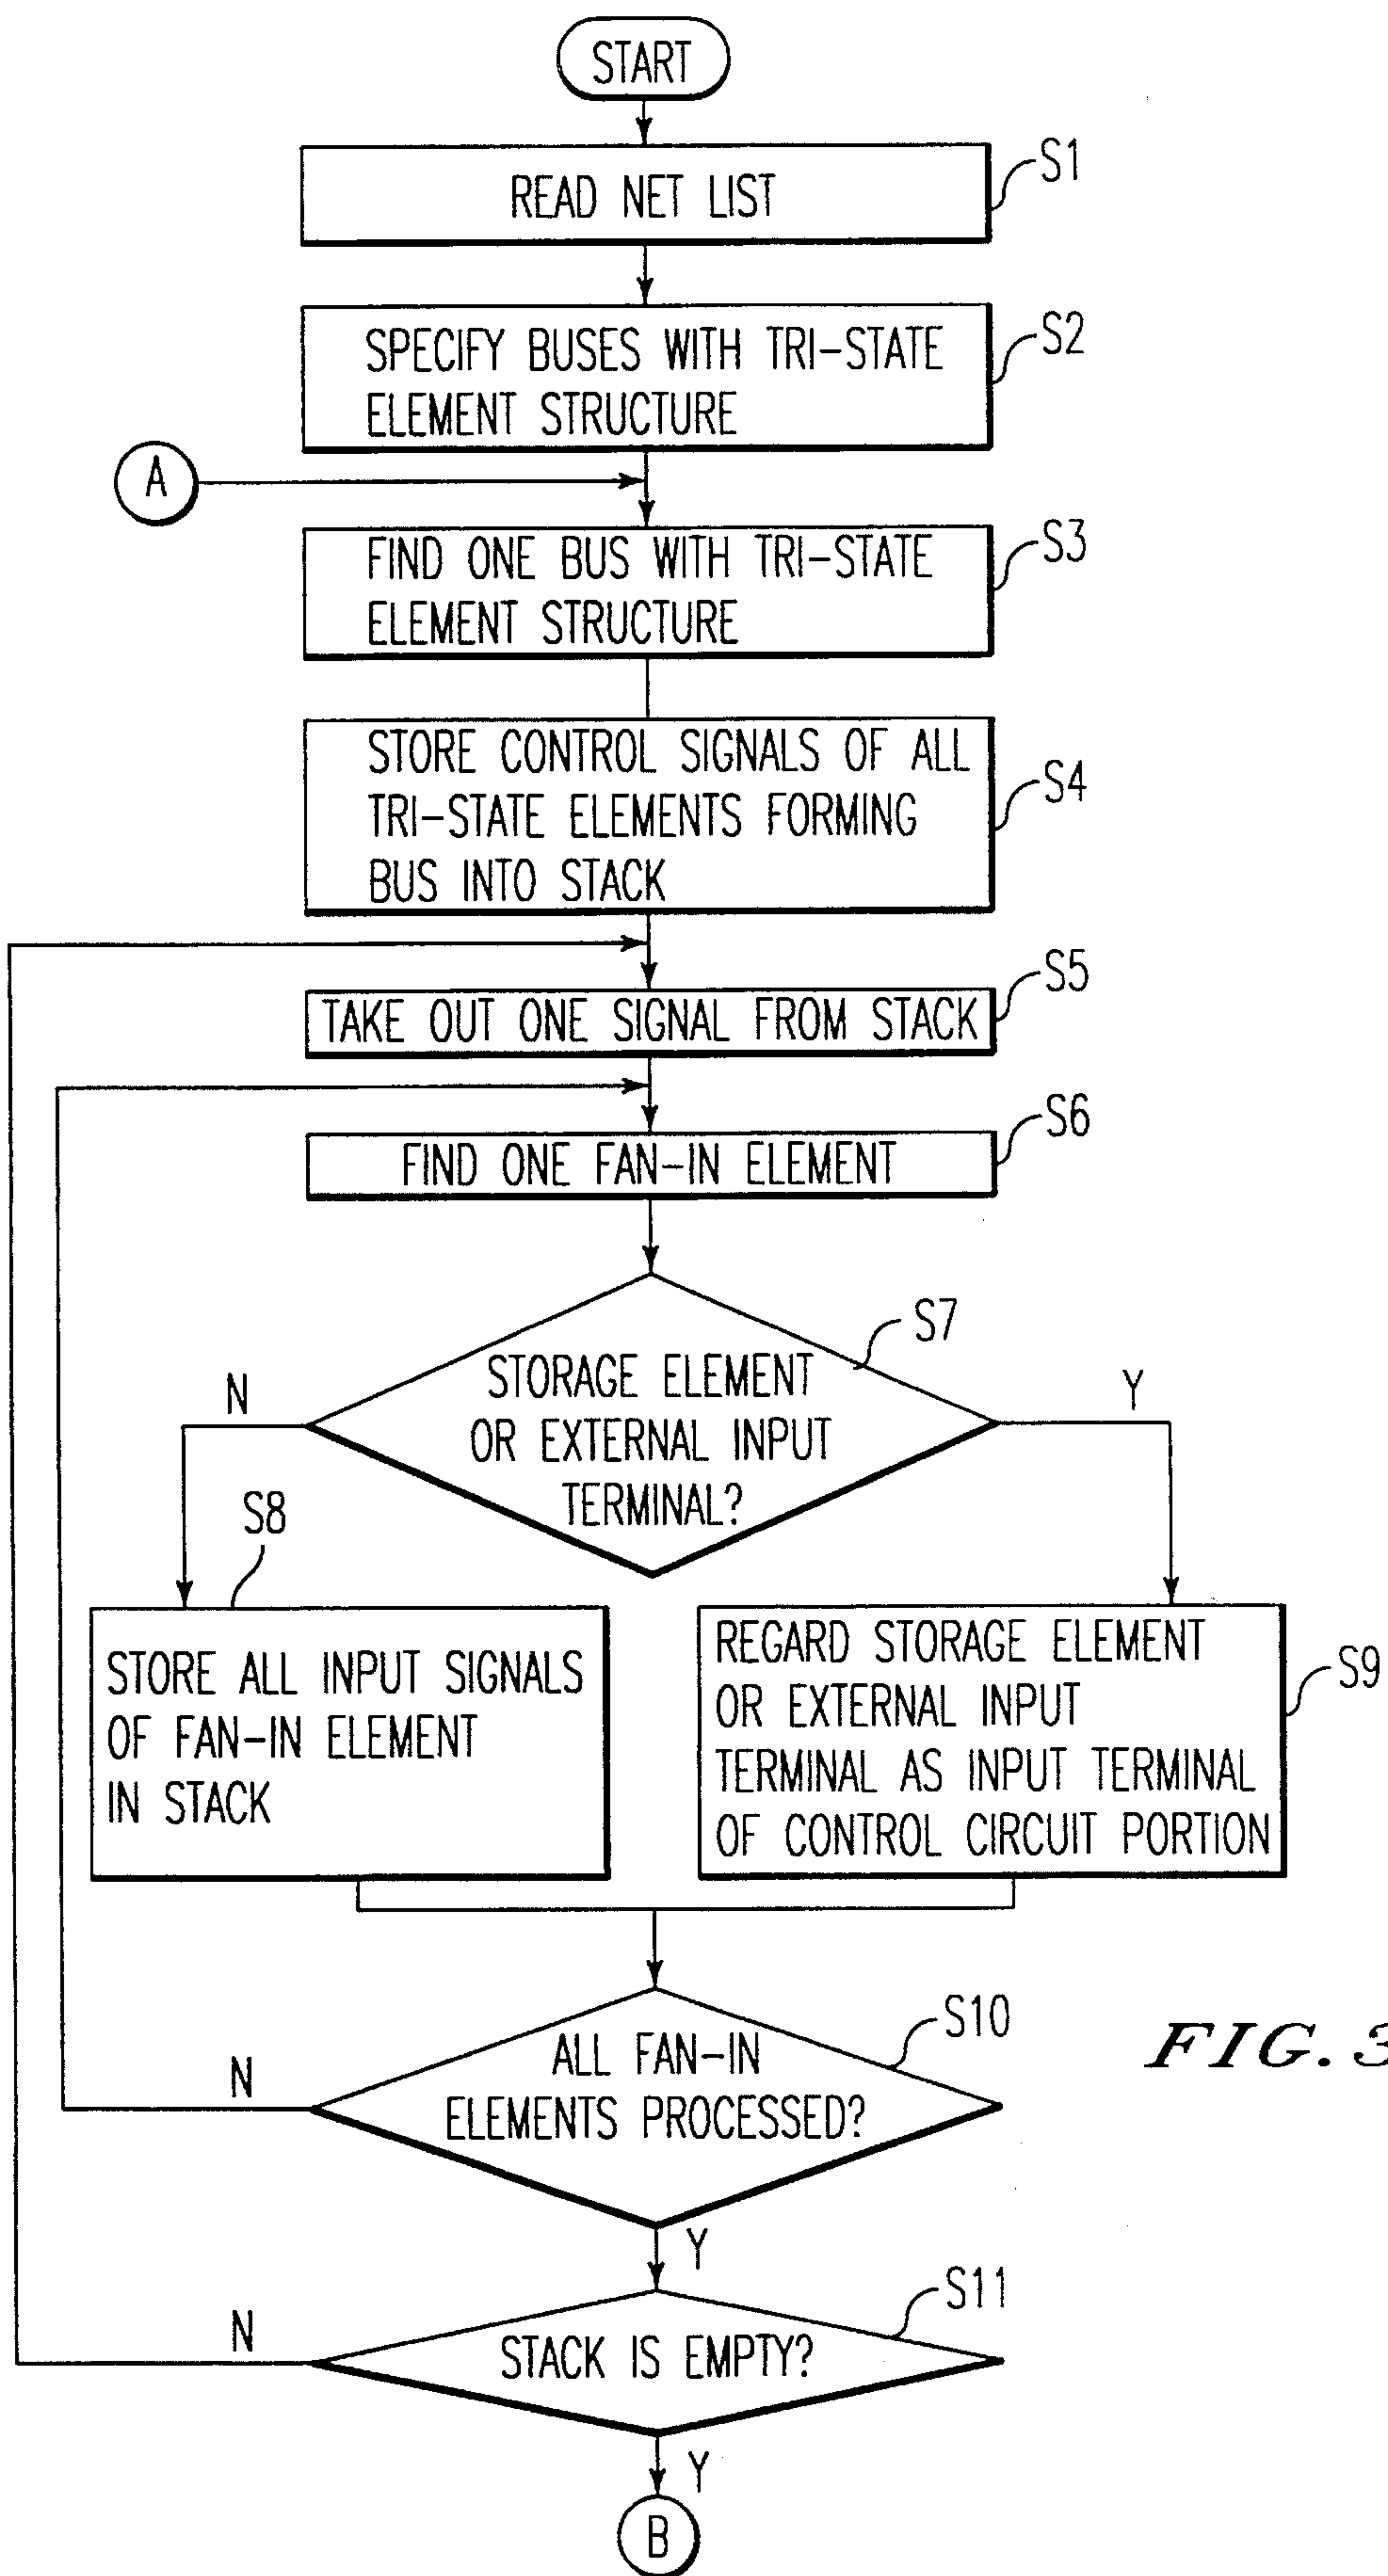 START
READ NET LIST
S1
SPECIFY BUSES WITH TRI-STATE
ELEMENT STRUCTURE
S2
A
FIND ONE BUS WITH TRI-STATE
ELEMENT STRUCTURE
S3
STORE CONTROL SIGNALS OF ALL
TRI-STATE ELEMENTS FORMING
BUS INTO STACK
S4
TAKE OUT ONE SIGNAL FROM STACK
S5
FIND ONE FAN-IN ELEMENT
S6
STORAGE ELEMENT
OR EXTERNAL INPUT
TERMINAL?
S7
N
Y
S8
STORE ALL INPUT SIGNALS
OF FAN-IN ELEMENT
IN STACK
REGARD STORAGE ELEMENT
OR EXTERNAL INPUT
TERMINAL AS INPUT TERMINAL
OF CONTROL CIRCUIT PORTION
S9
ALL FAN-IN
ELEMENTS PROCESSED?
S10
N
Y
FIG. 3
STACK IS EMPTY?
S11
N
Y
B